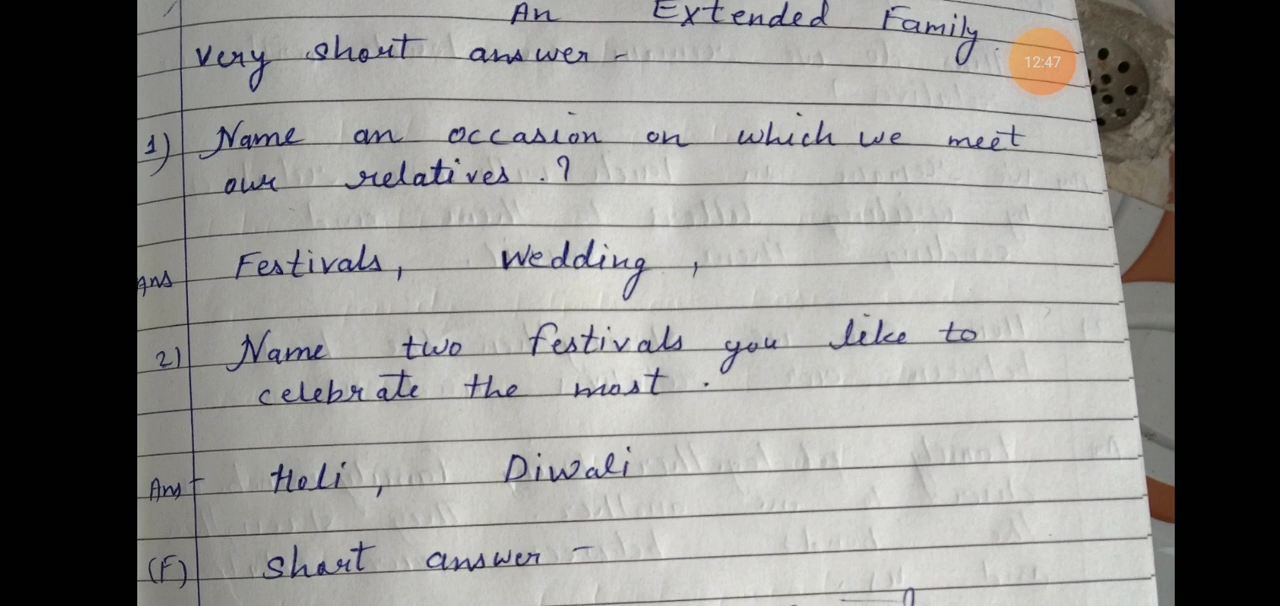 An Extended Family
very short answer -
12:47
1) Name an occasion on which we meet
our relatives.?
Ans Festivals, Wedding,
2) Name two festivals you like to
celebrate the most.
Ans Holi, Diwali
(F) short answer -